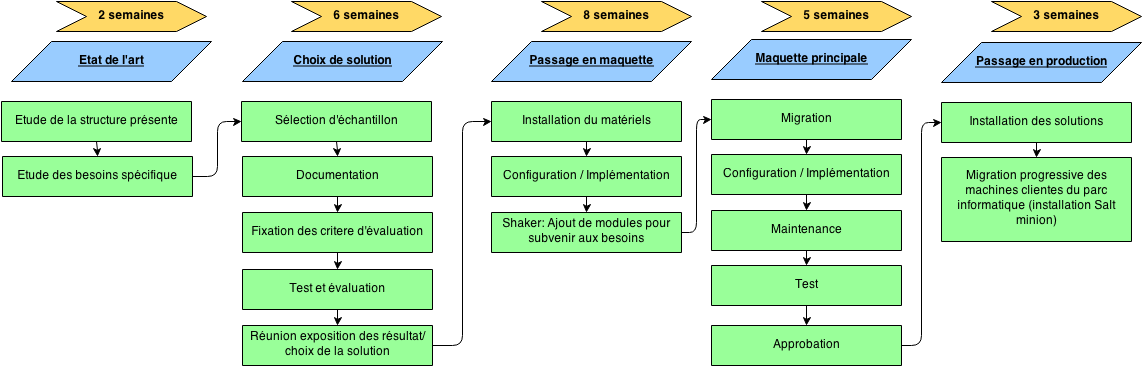 2 semaines
6 semaines
8 semaines
5 semaines
3 semaines
Etat de l'art
Choix de solution
Passage en maquette
Maquette principale
Passage en production
Etude de la structure présente
Etude des besoins spécifique
Sélection d'échantillon
Documentation
Fixation des critere d'évaluation
Test et évaluation
Réunion exposition des résultat/
choix de la solution
Installation du matériels
Configuration / Implémentation
Shaker: Ajout de modules pour
subvenir aux besoins
Migration
Configuration / Implémentation
Maintenance
Test
Approbation
Installation des solutions
Migration progressive des
machines clientes du parc
informatique (installation Salt
minion)